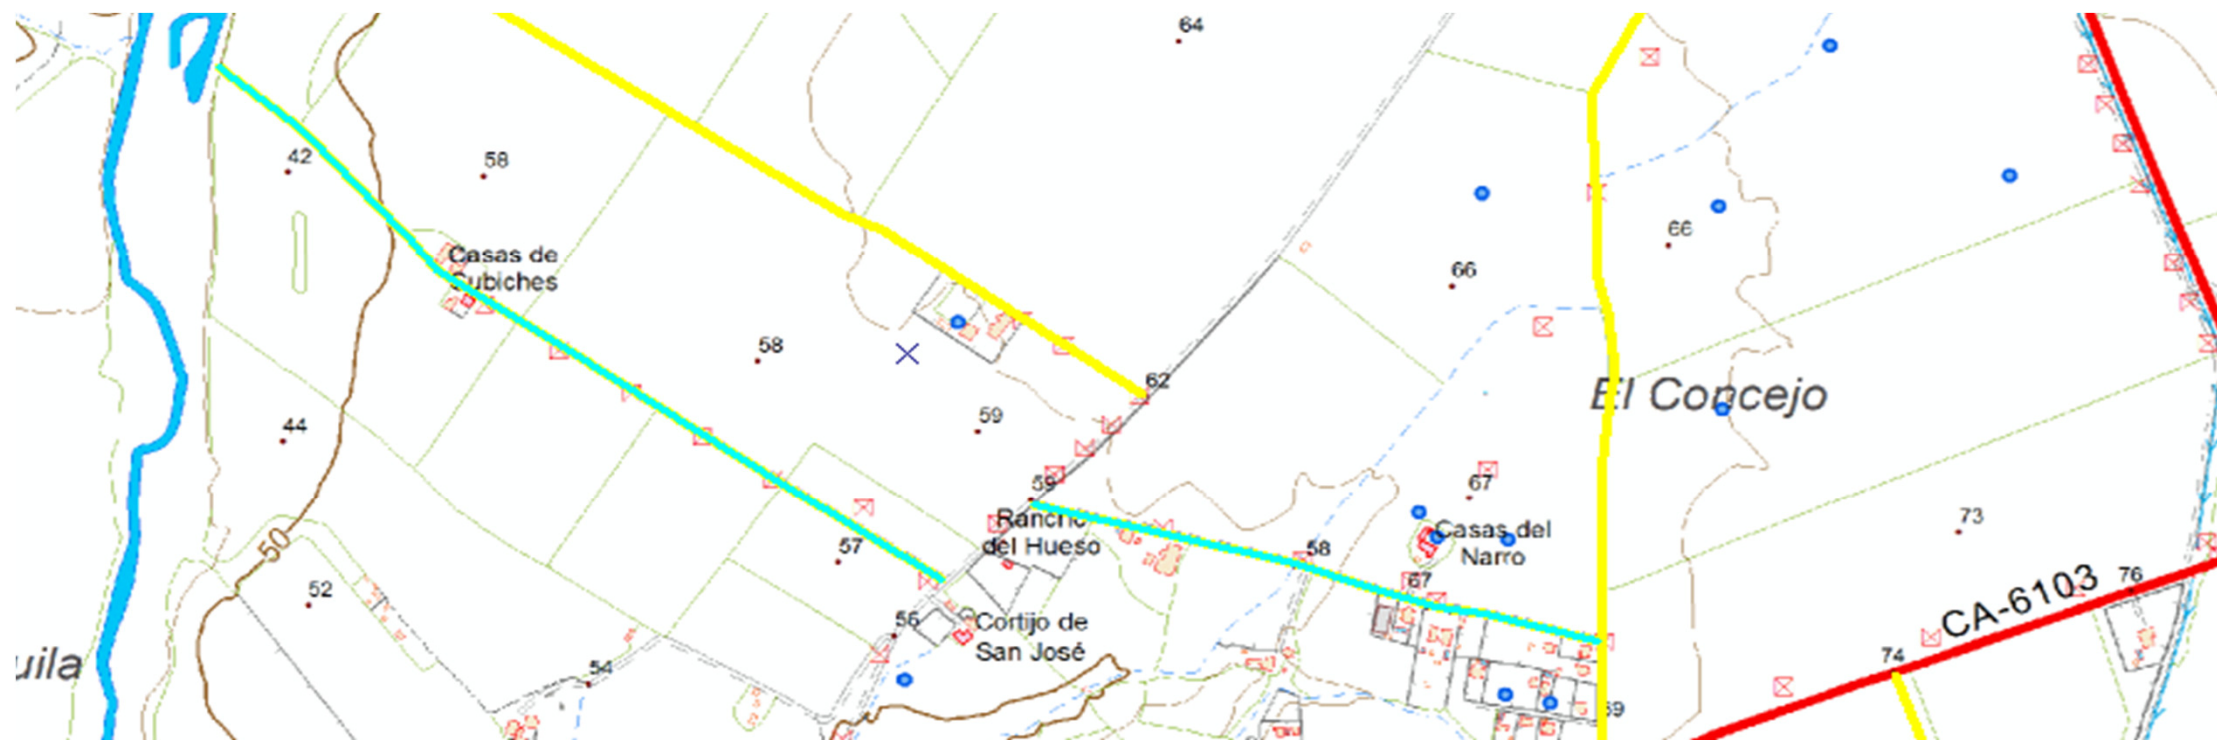 64
42
58
66
Casas de
Cubiches
66
58
62
El Concejo
59
44
59
67
Rancho
del Hueso
73
Casas del
Narro
57
58
50
67
76
52
CA-6103
56
Cortijo de
San José
74
uila
54
69